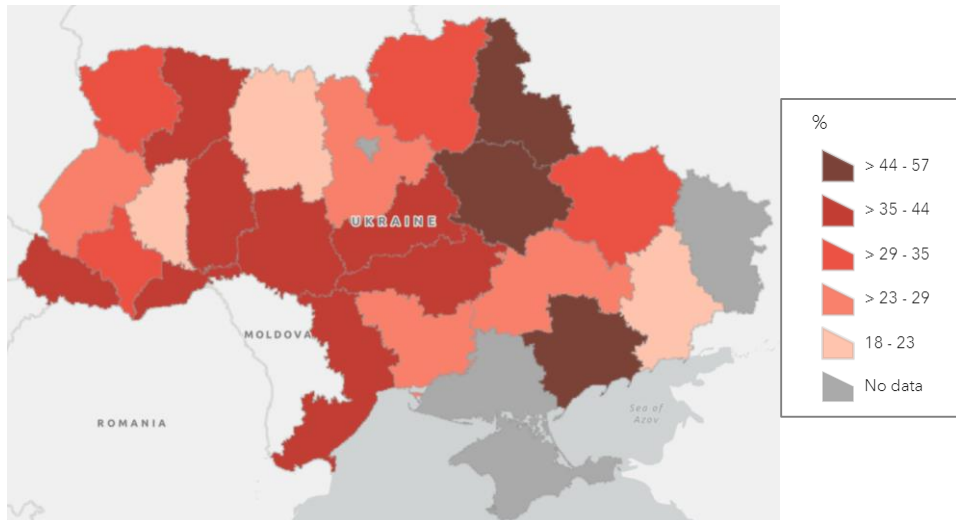 UKRAINE
MOLDOVA
ROMANIA
Sea of
Azov
%
> 44 - 57
> 35 - 44
> 29 - 35
> 23 - 29
18 - 23
No data